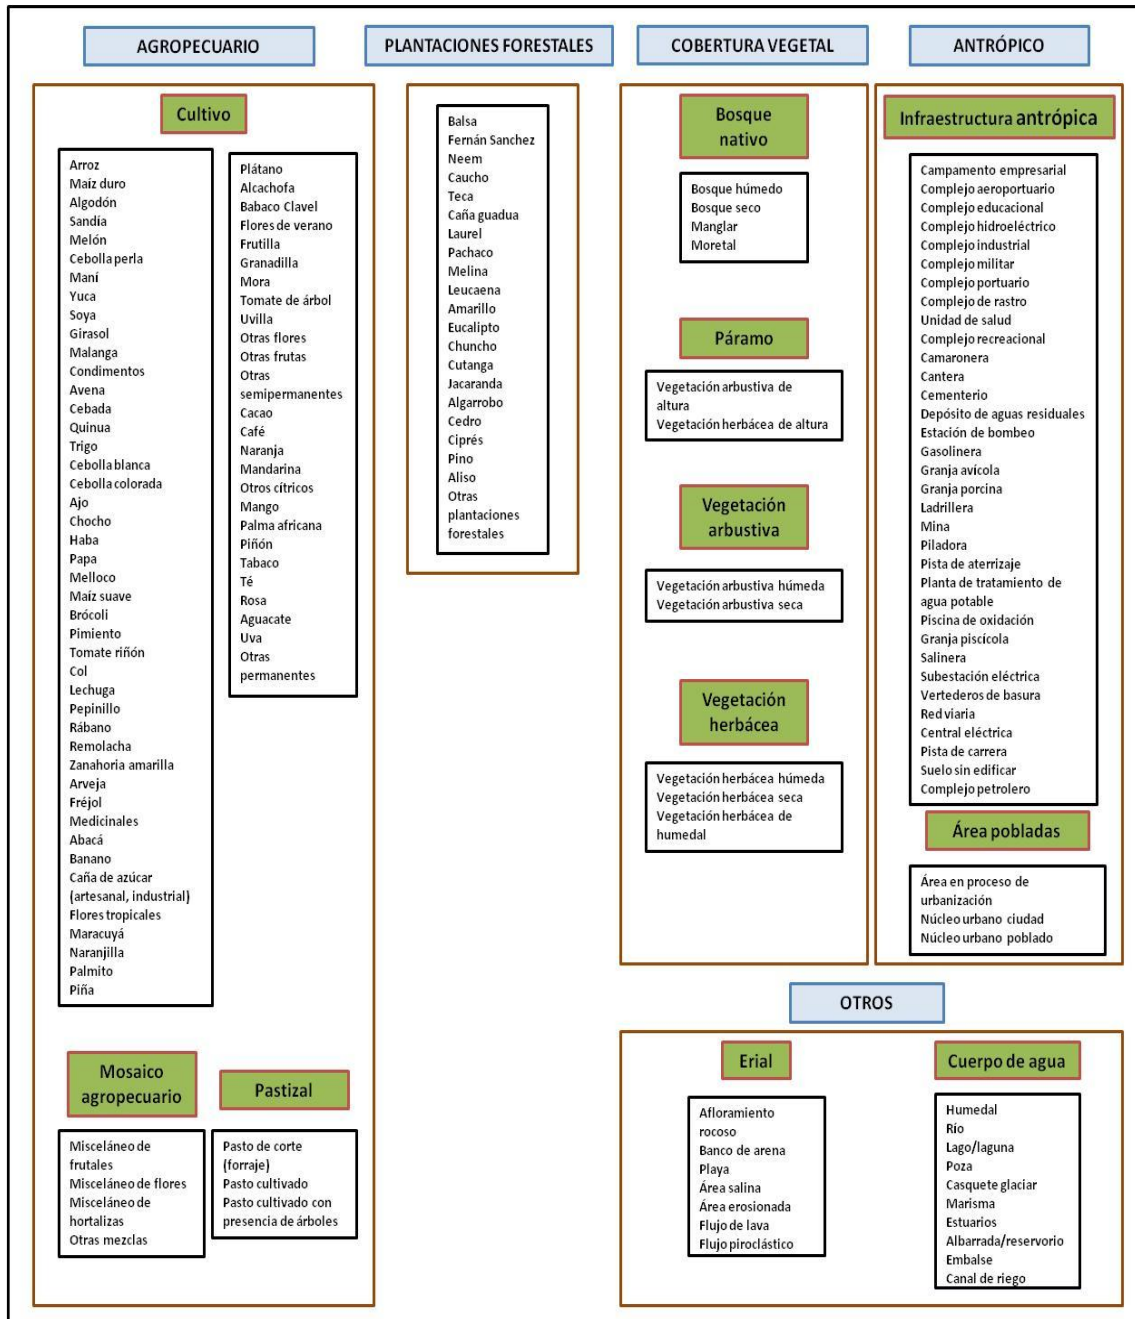 AGROPECUARIO
Cultivo
Arroz
Maíz duro
Algodón
Sandía
Melón
Cebolla perla
Maní
Yuca
Soya
Girasol
Malanga
Condimentos
Avena
Cebada
Quinua
Trigo
Cebolla blanca
Cebolla colorada
Ajo
Chocho
Haba
Papa
Melloco
Maíz suave
Brócoli
Pimiento
Tomate riñón
Col
Lechuga
Pepinillo
Rábano
Remolacha
Zanahoria amarilla
Arveja
Fréjol
Medicinales
Abacá
Banano
Caña de azúcar
(artesanal, industrial)
Flores tropicales
Maracuyá
Naranjilla
Palmito
Piña
Plátano
Alcachofa
Babaco Clavel
Flores de verano
Frutilla
Granadilla
Mora
Tomate de árbol
Uvilla
Otras flores
Otras frutas
Otras
semipermanentes
Cacao
Café
Naranja
Mandarina
Otros cítricos
Mango
Palma africana
Piñón
Tabaco
Té
Rosa
Aguacate
Uva
Otras
permanentes
Mosaico
agropecuario
Misceláneo de
frutales
Misceláneo de flores
Misceláneo de
hortalizas
Otras mezclas
Pastizal
Pasto de corte
(forraje)
Pasto cultivado
Pasto cultivado con
presencia de árboles
PLANTACIONES FORESTALES
Balsa
Fernán Sanchez
Neem
Caucho
Teca
Caña guadua
Laurel
Pachaco
Melina
Leucaena
Amarillo
Eucalipto
Chuncho
Cutanga
Jacaranda
Algarrobo
Cedro
Ciprés
Pino
Aliso
Otras
plantaciones
forestales
COBERTURA VEGETAL
Bosque
nativo
Bosque húmedo
Bosque seco
Manglar
Moretal
Páramo
Vegetación arbustiva de
altura
Vegetación herbácea de altura
Vegetación
arbustiva
Vegetación arbustiva húmeda
Vegetación arbustiva seca
Vegetación
herbácea
Vegetación herbácea húmeda
Vegetación herbácea seca
Vegetación herbácea de
humedal
ANTRÓPICO
Infraestructura antrópica
Campamento empresarial
Complejo aeroportuario
Complejo educacional
Complejo hidroeléctrico
Complejo industrial
Complejo militar
Complejo portuario
Complejo de rastro
Unidad de salud
Complejo recreacional
Camaronera
Cantera
Cementerio
Depósito de aguas residuales
Estación de bombeo
Gasolinera
Granja avícola
Granja porcina
Ladrillera
Mina
Piladora
Pista de aterrizaje
Planta de tratamiento de
agua potable
Piscina de oxidación
Granja piscícola
Salinera
Subestación eléctrica
Vertederos de basura
Red viaria
Central eléctrica
Pista de carrera
Suelo sin edificar
Complejo petrolero
Área pobladas
Área en proceso de
urbanización
Núcleo urbano ciudad
Núcleo urbano poblado
OTROS
Erial
Afloramiento
rocoso
Banco de arena
Playa
Área salina
Área erosionada
Flujo de lava
Flujo piroclástico
Cuerpo de agua
Humedal
Río
Lago/laguna
Poza
Casquete glaciar
Marisma
Estuarios
Albarrada/reservorio
Embalse
Canal de riego